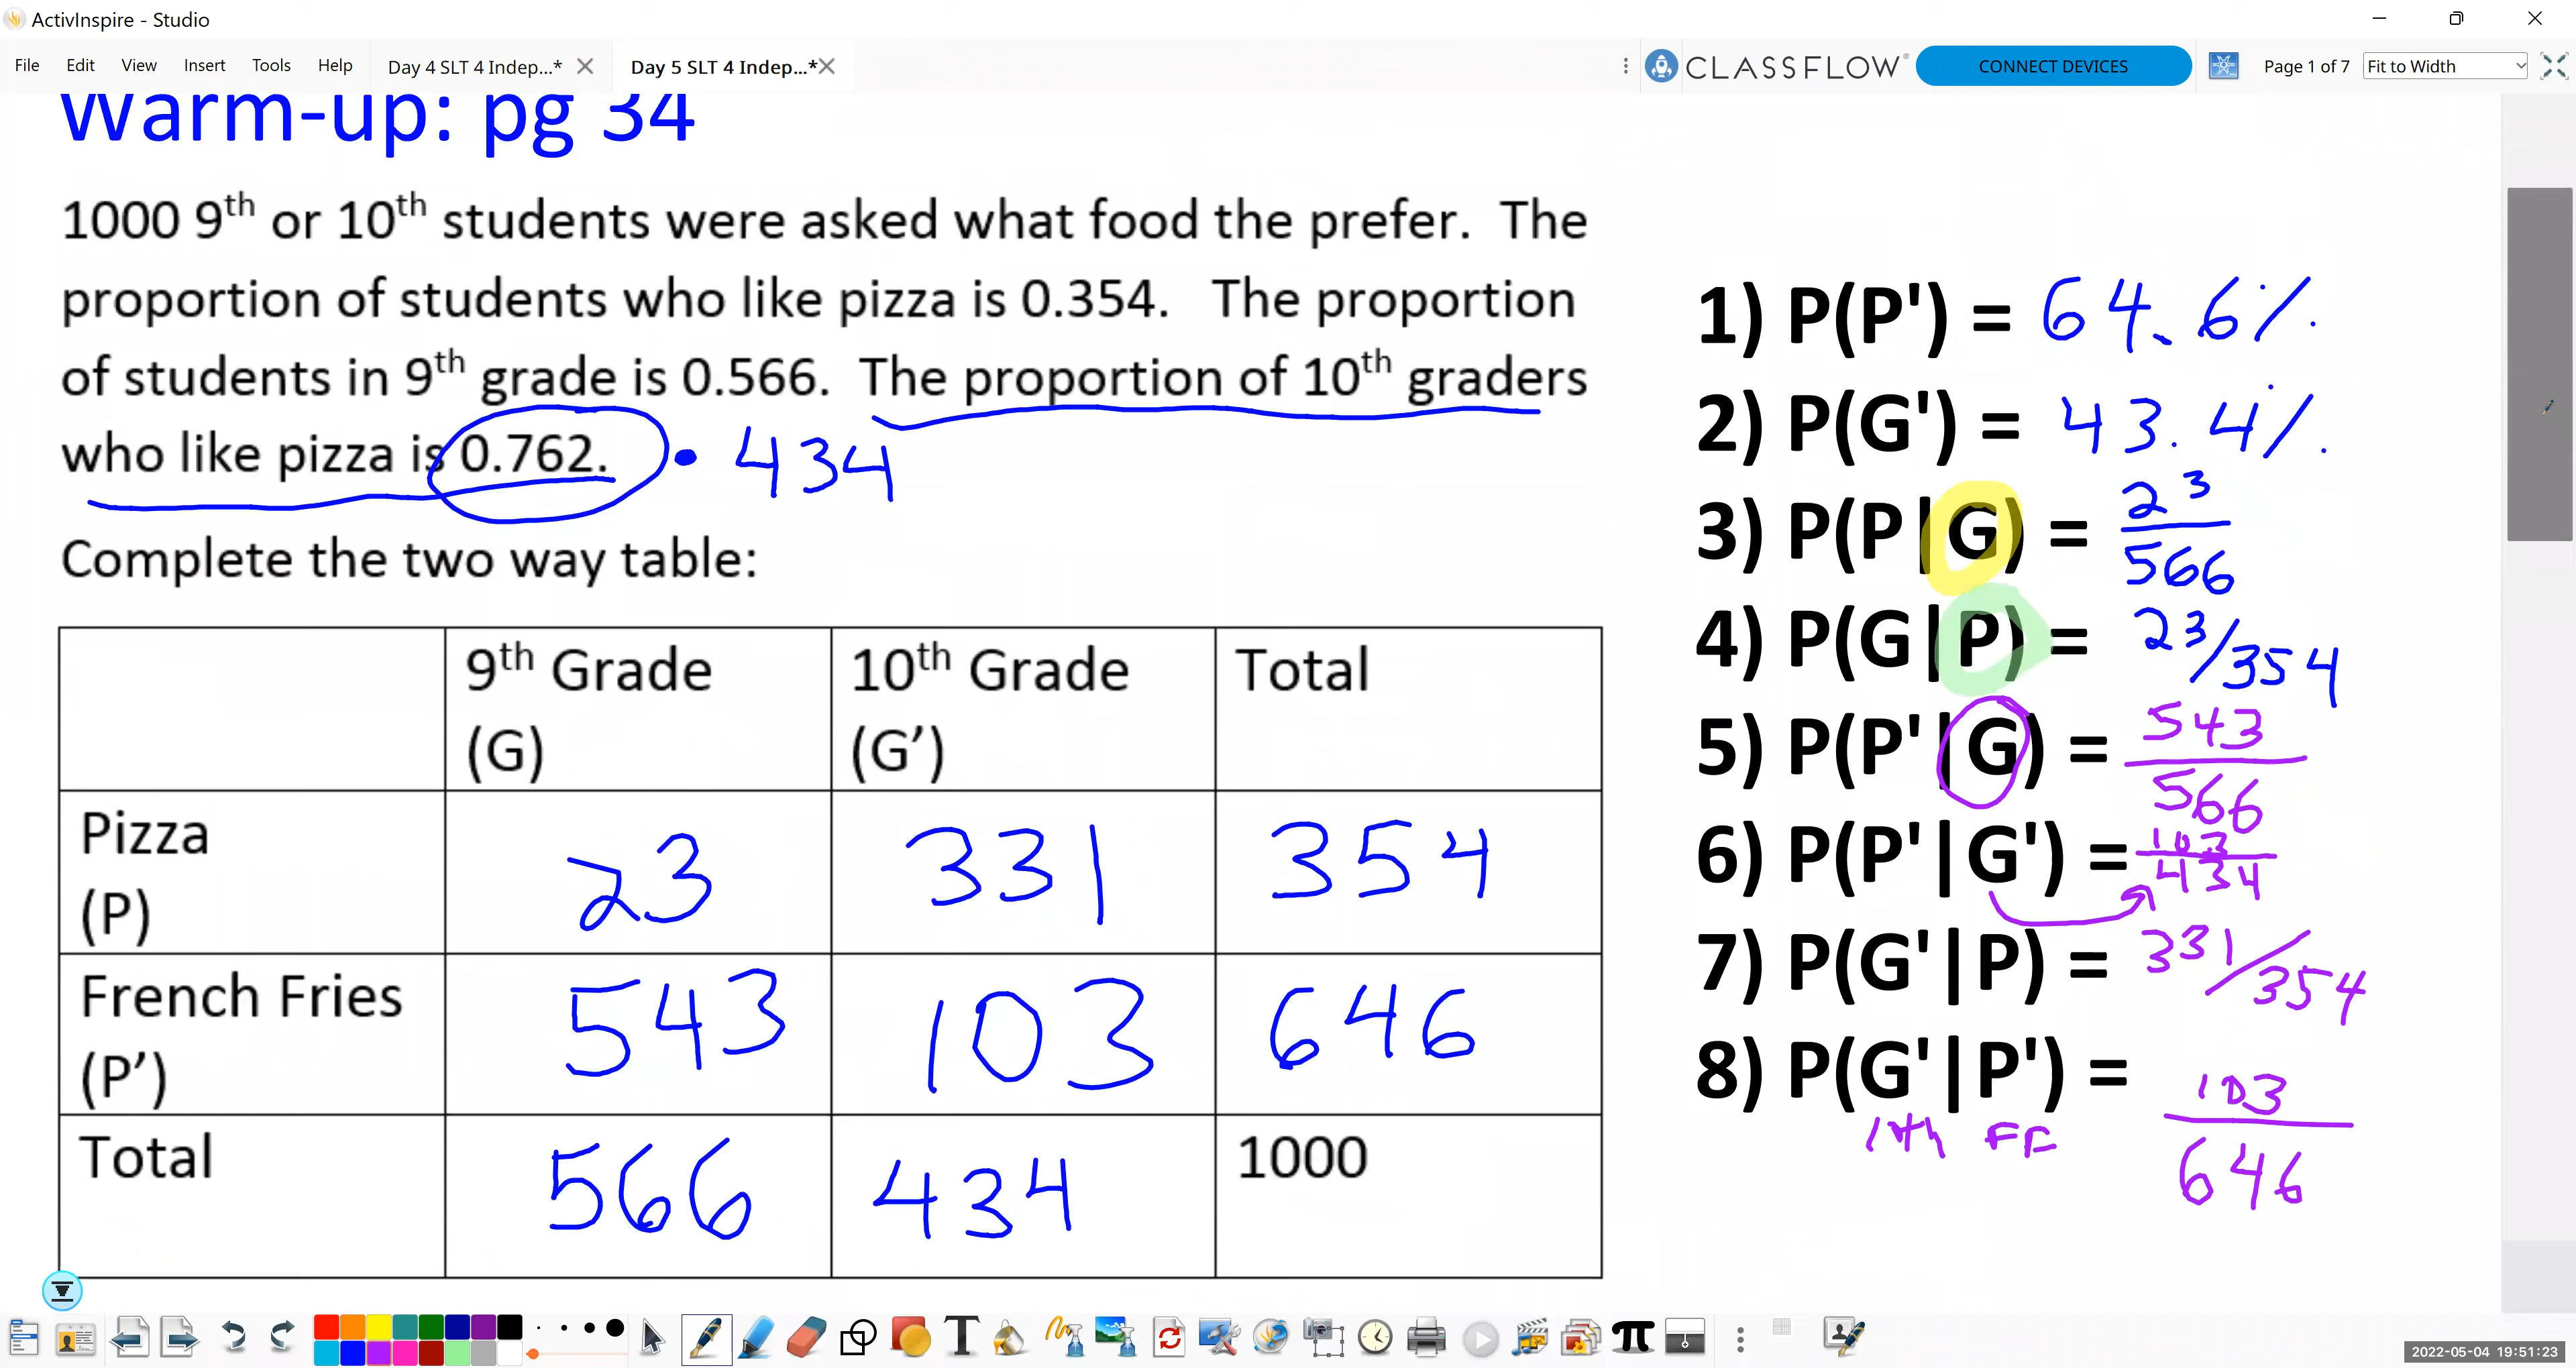 ActivInspire - Studio
File Edit View Insert Tools Help Day 4 SLT 4 Indep...* Day 5 SLT 4 Indep...* CLASSFLOW CONNECT DEVICES Page 1 of 7 Fit to Width
Warm-up: pg 34
1000 9th or 10th students were asked what food the prefer. The
proportion of students who like pizza is 0.354. The proportion
of students in 9th grade is 0.566. The proportion of 10th graders
who like pizza is 0.762. • 434
Complete the two way table:
9th Grade (G) 10th Grade (G') Total
Pizza (P) 23 331 354
French Fries (P') 543 103 646
Total 566 434 1000
1) P(P') = 64.6%
2) P(G') = 43.4%
3) P(P|G) = 23/566
4) P(G|P) = 23/354
5) P(P'|G) = 543/566
6) P(P'|G') = 103/434
7) P(G'|P) = 331/354
8) P(G'|P') = 103/646
10th FF
2022-05-04 19:51:23